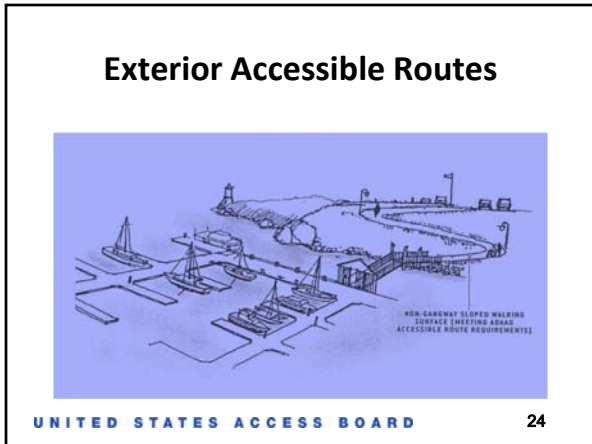 Exterior Accessible Routes
NON-GANGWAY SLOPED WALKING
SURFACE (MEETING ADAAG
ACCESSIBLE ROUTE REQUIREMENTS)
UNITED STATES ACCESS BOARD
24